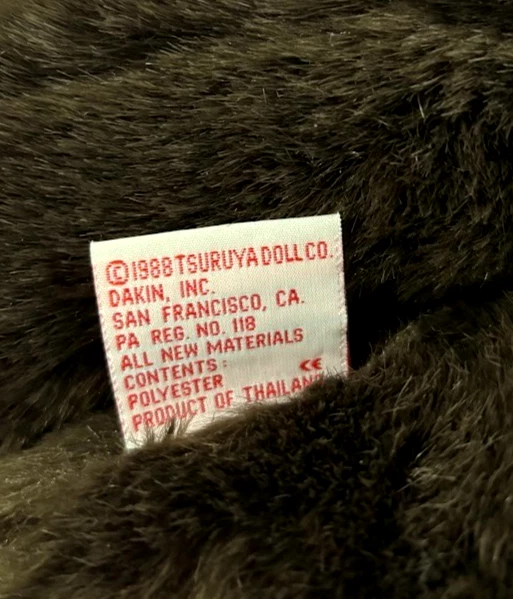 ©1988 TSURUYA DOLL CO.
DAKIN, INC.
SAN FRANCISCO, CA.
PA REG. NO. 118
ALL NEW MATERIALS
CONTENTS: CE
POLYESTER
PRODUCT OF THAILAND